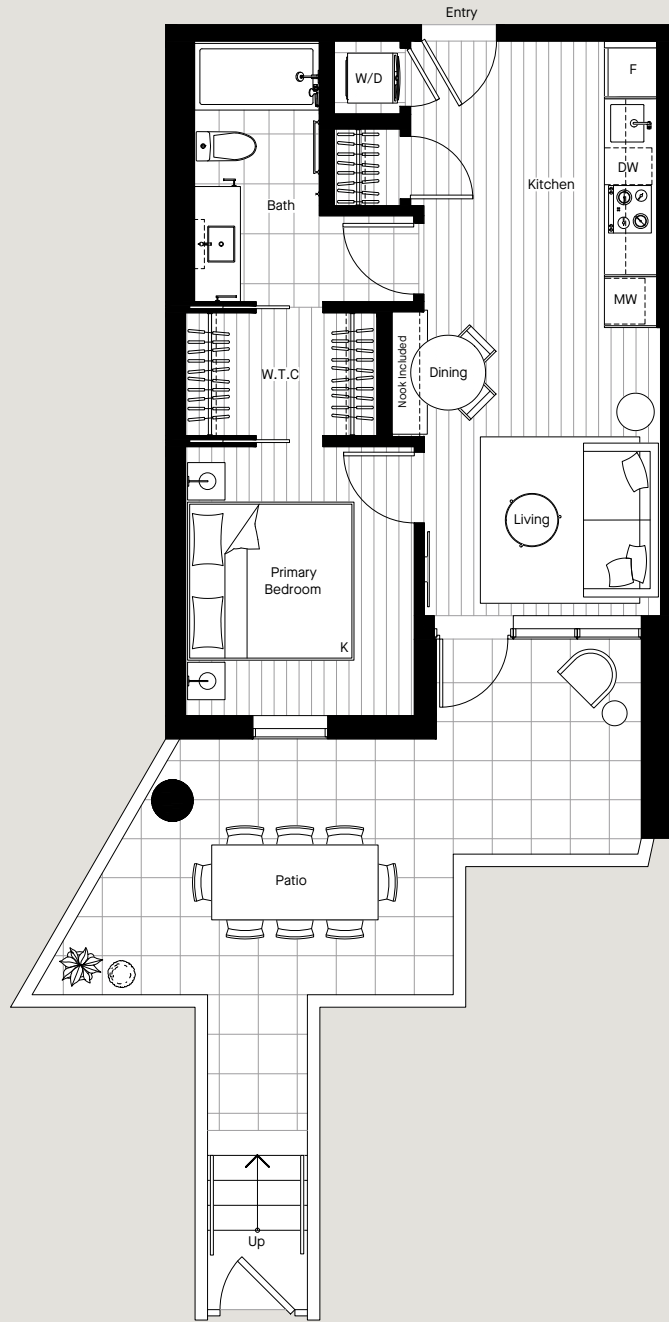 Entry
W/D
F
DW
Kitchen
Bath
MW
Nook Included
Dining
W.T.C
Living
Primary
Bedroom
K
Patio
Up